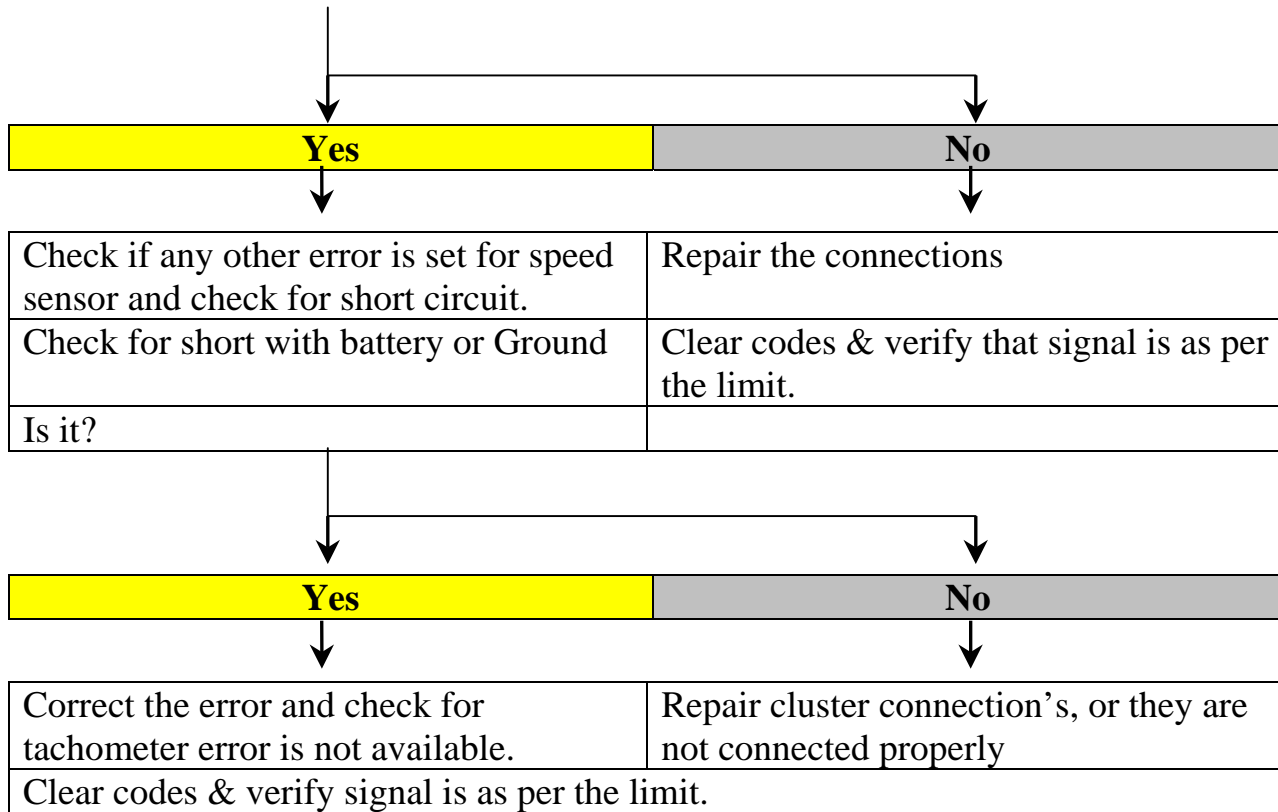 Yes
No
Check if any other error is set for speed
sensor and check for short circuit.
Repair the connections
Check for short with battery or Ground
Clear codes & verify that signal is as per
the limit.
Is it?
Yes
No
Correct the error and check for
tachometer error is not available.
Repair cluster connection's, or they are
not connected properly
Clear codes & verify signal is as per the limit.